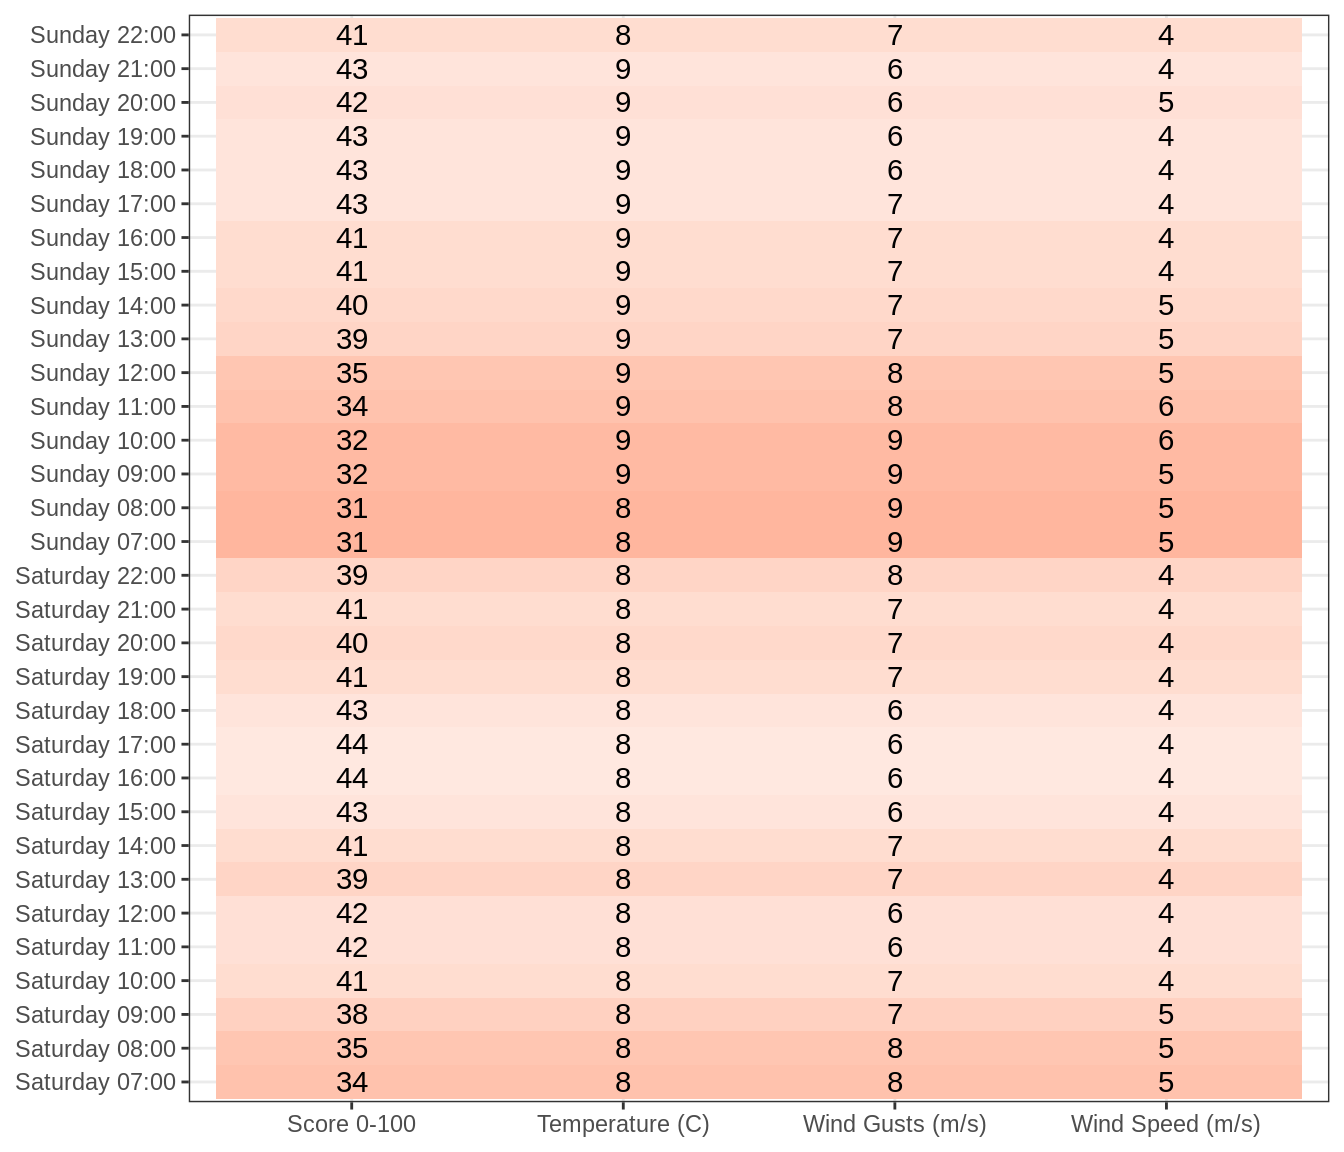 Sunday 22:00 41 8 7 4
Sunday 21:00 43 9 6 4
Sunday 20:00 42 9 6 5
Sunday 19:00 43 9 6 4
Sunday 18:00 43 9 6 4
Sunday 17:00 43 9 7 4
Sunday 16:00 41 9 7 4
Sunday 15:00 41 9 7 4
Sunday 14:00 40 9 7 5
Sunday 13:00 39 9 7 5
Sunday 12:00 35 9 8 5
Sunday 11:00 34 9 8 6
Sunday 10:00 32 9 9 6
Sunday 09:00 32 9 9 5
Sunday 08:00 31 8 9 5
Sunday 07:00 31 8 9 5
Saturday 22:00 39 8 8 4
Saturday 21:00 41 8 7 4
Saturday 20:00 40 8 7 4
Saturday 19:00 41 8 7 4
Saturday 18:00 43 8 6 4
Saturday 17:00 44 8 6 4
Saturday 16:00 44 8 6 4
Saturday 15:00 43 8 6 4
Saturday 14:00 41 8 7 4
Saturday 13:00 39 8 7 4
Saturday 12:00 42 8 6 4
Saturday 11:00 42 8 6 4
Saturday 10:00 41 8 7 4
Saturday 09:00 38 8 7 5
Saturday 08:00 35 8 8 5
Saturday 07:00 34 8 8 5
Score 0-100 Temperature (C) Wind Gusts (m/s) Wind Speed (m/s)